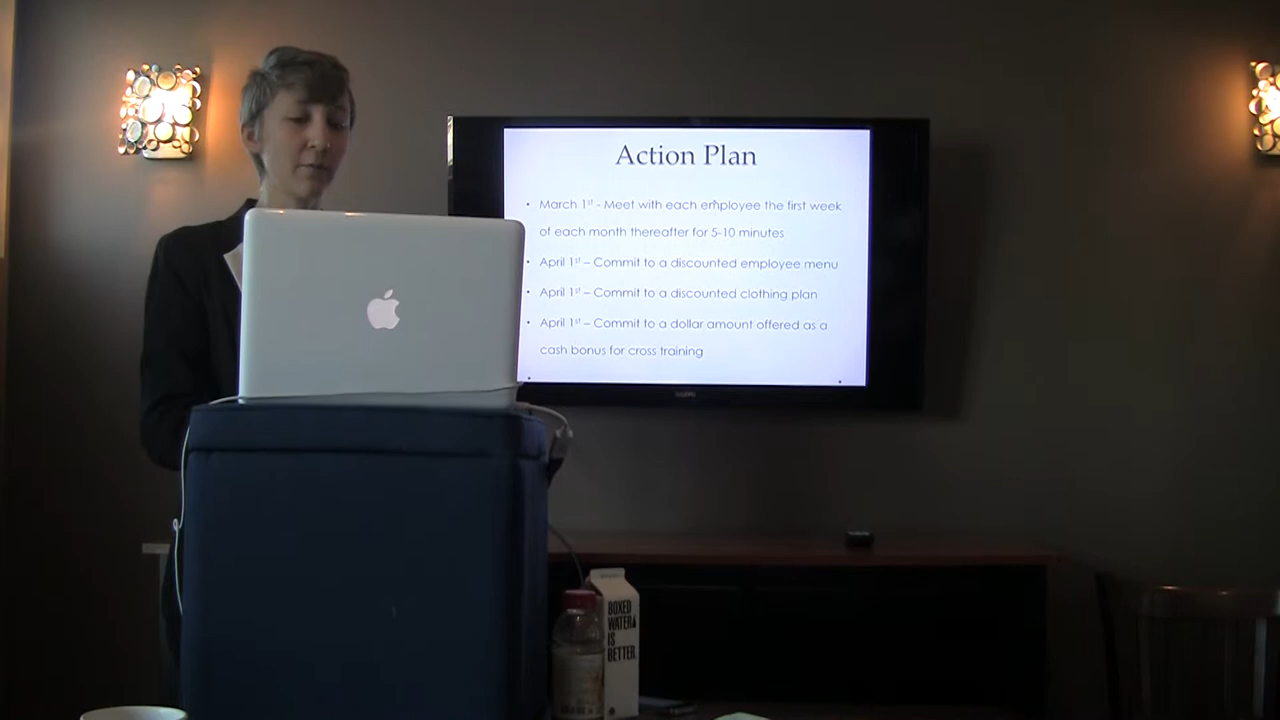 Action Plan
• March 1st - Meet with each employee the first week
of each month thereafter for 5-10 minutes
• April 1st – Commit to a discounted employee menu
• April 1st – Commit to a discounted clothing plan
• April 1st – Commit to a dollar amount offered as a
cash bonus for cross training
BOXED
WATER
IS
BETTER.